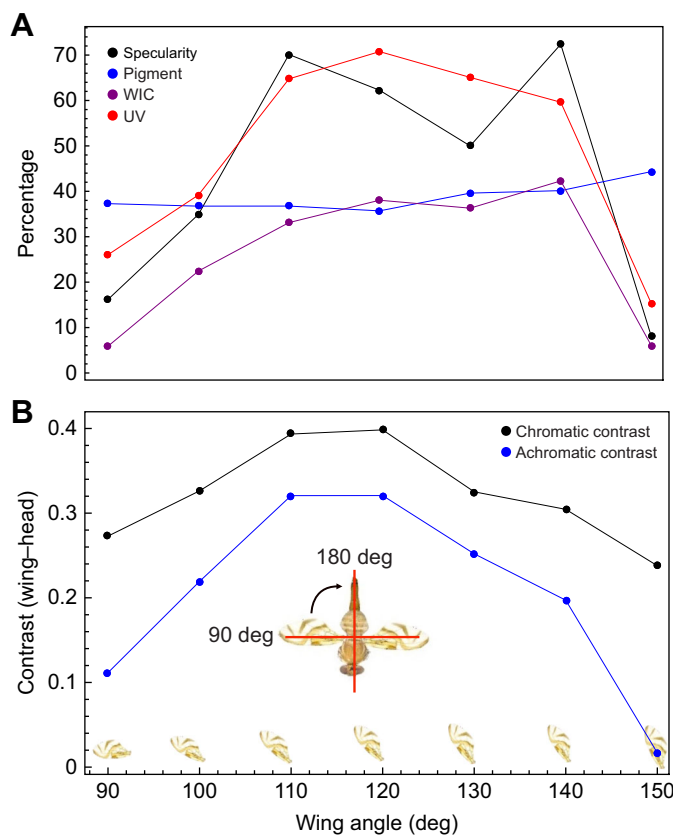 A
Percentage
70
60
50
40
30
20
10
0
Specularity
Pigment
WIC
UV
B
Contrast (wing–head)
0.4
0.3
0.2
0.1
0
Chromatic contrast
Achromatic contrast
180 deg
90 deg
90 100 110 120 130 140 150
Wing angle (deg)